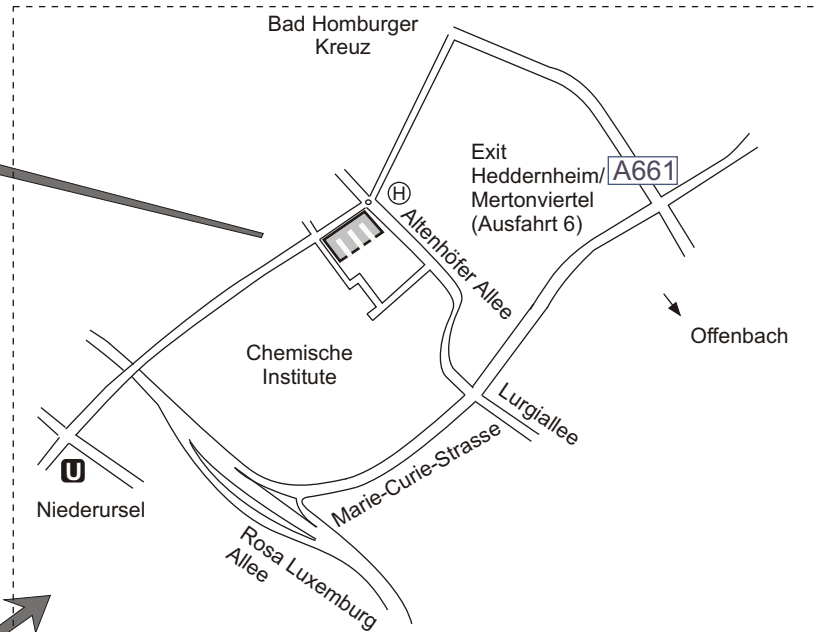 Bad Homburger
Kreuz
Exit
Heddernheim/
Mertonviertel
(Ausfahrt 6)
A661
H
Altenhöfer Allee
Offenbach
Chemische
Institute
Lurgiallee
Marie-Curie-Strasse
U
Niederursel
Rosa Luxemburg
Allee